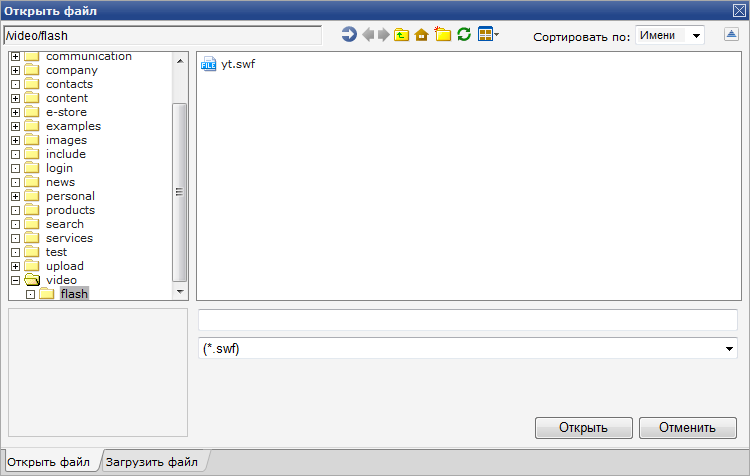 Открыть файл
/video/flash
Сортировать по: Имени
communication
company
contacts
content
e-store
examples
images
include
login
news
personal
products
search
services
test
upload
video
flash
FILE yt.swf
(*.swf)
Открыть Отменить
Открыть файл Загрузить файл